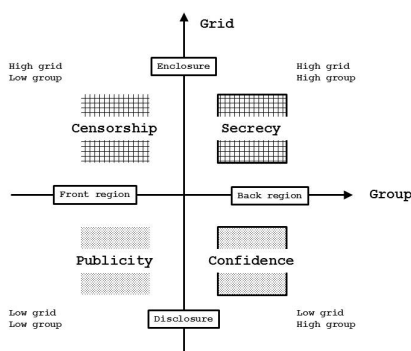 Grid
High grid
Low group
Enclosure
High grid
High group
Censorship
Secrecy
Front region
Back region
Group
Publicity
Confidence
Low grid
Low group
Disclosure
Low grid
High group